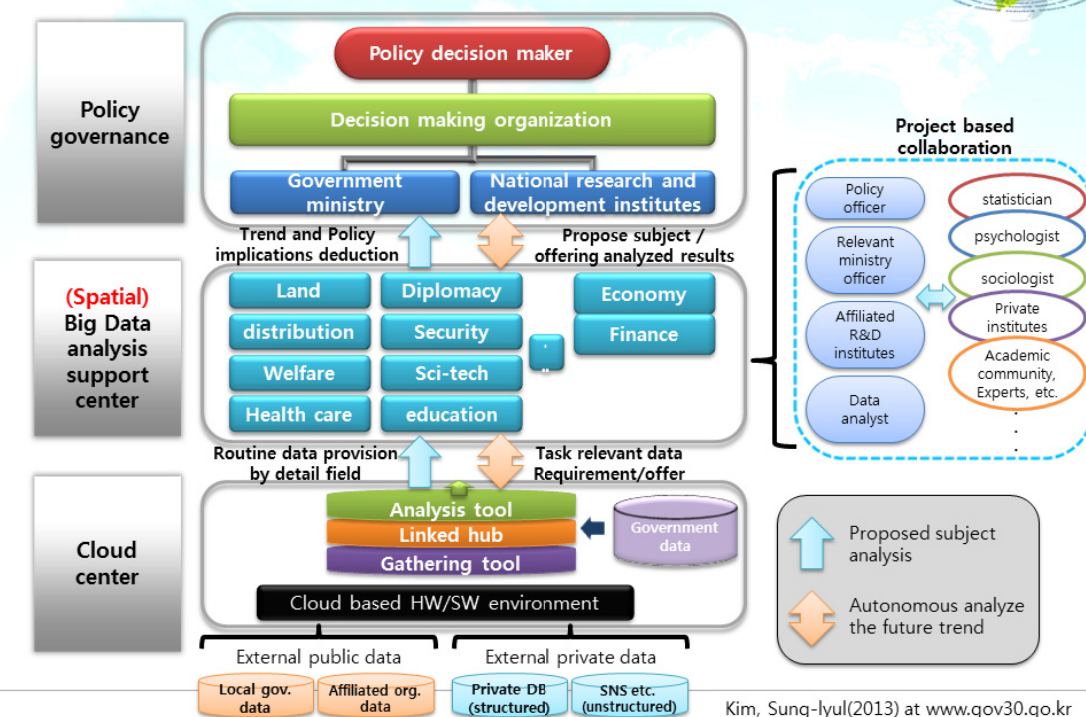 Policy
governance
Policy decision maker
Decision making organization
Government
ministry
National research and
development institutes
Trend and Policy
implications deduction
Propose subject /
offering analyzed results
(Spatial)
Big Data
analysis
support
center
Land
Diplomacy
Economy
distribution
Security
Finance
Welfare
Sci-tech
Health care
education
Routine data provision
by detail field
Task relevant data
Requirement/offer
Cloud
center
Analysis tool
Linked hub
Gathering tool
Government
data
Cloud based HW/SW environment
External public data
External private data
Local gov.
data
Affiliated org.
data
Private DB
(structured)
SNS etc.
(unstructured)
Project based
collaboration
Policy
officer
Relevant
ministry
officer
Affiliated
R&D
institutes
Data
analyst
statistician
psychologist
sociologist
Private
institutes
Academic
community,
Experts, etc.
.
.
.
Proposed subject
analysis
Autonomous analyze
the future trend
Kim, Sung-lyul(2013) at www.gov30.go.kr